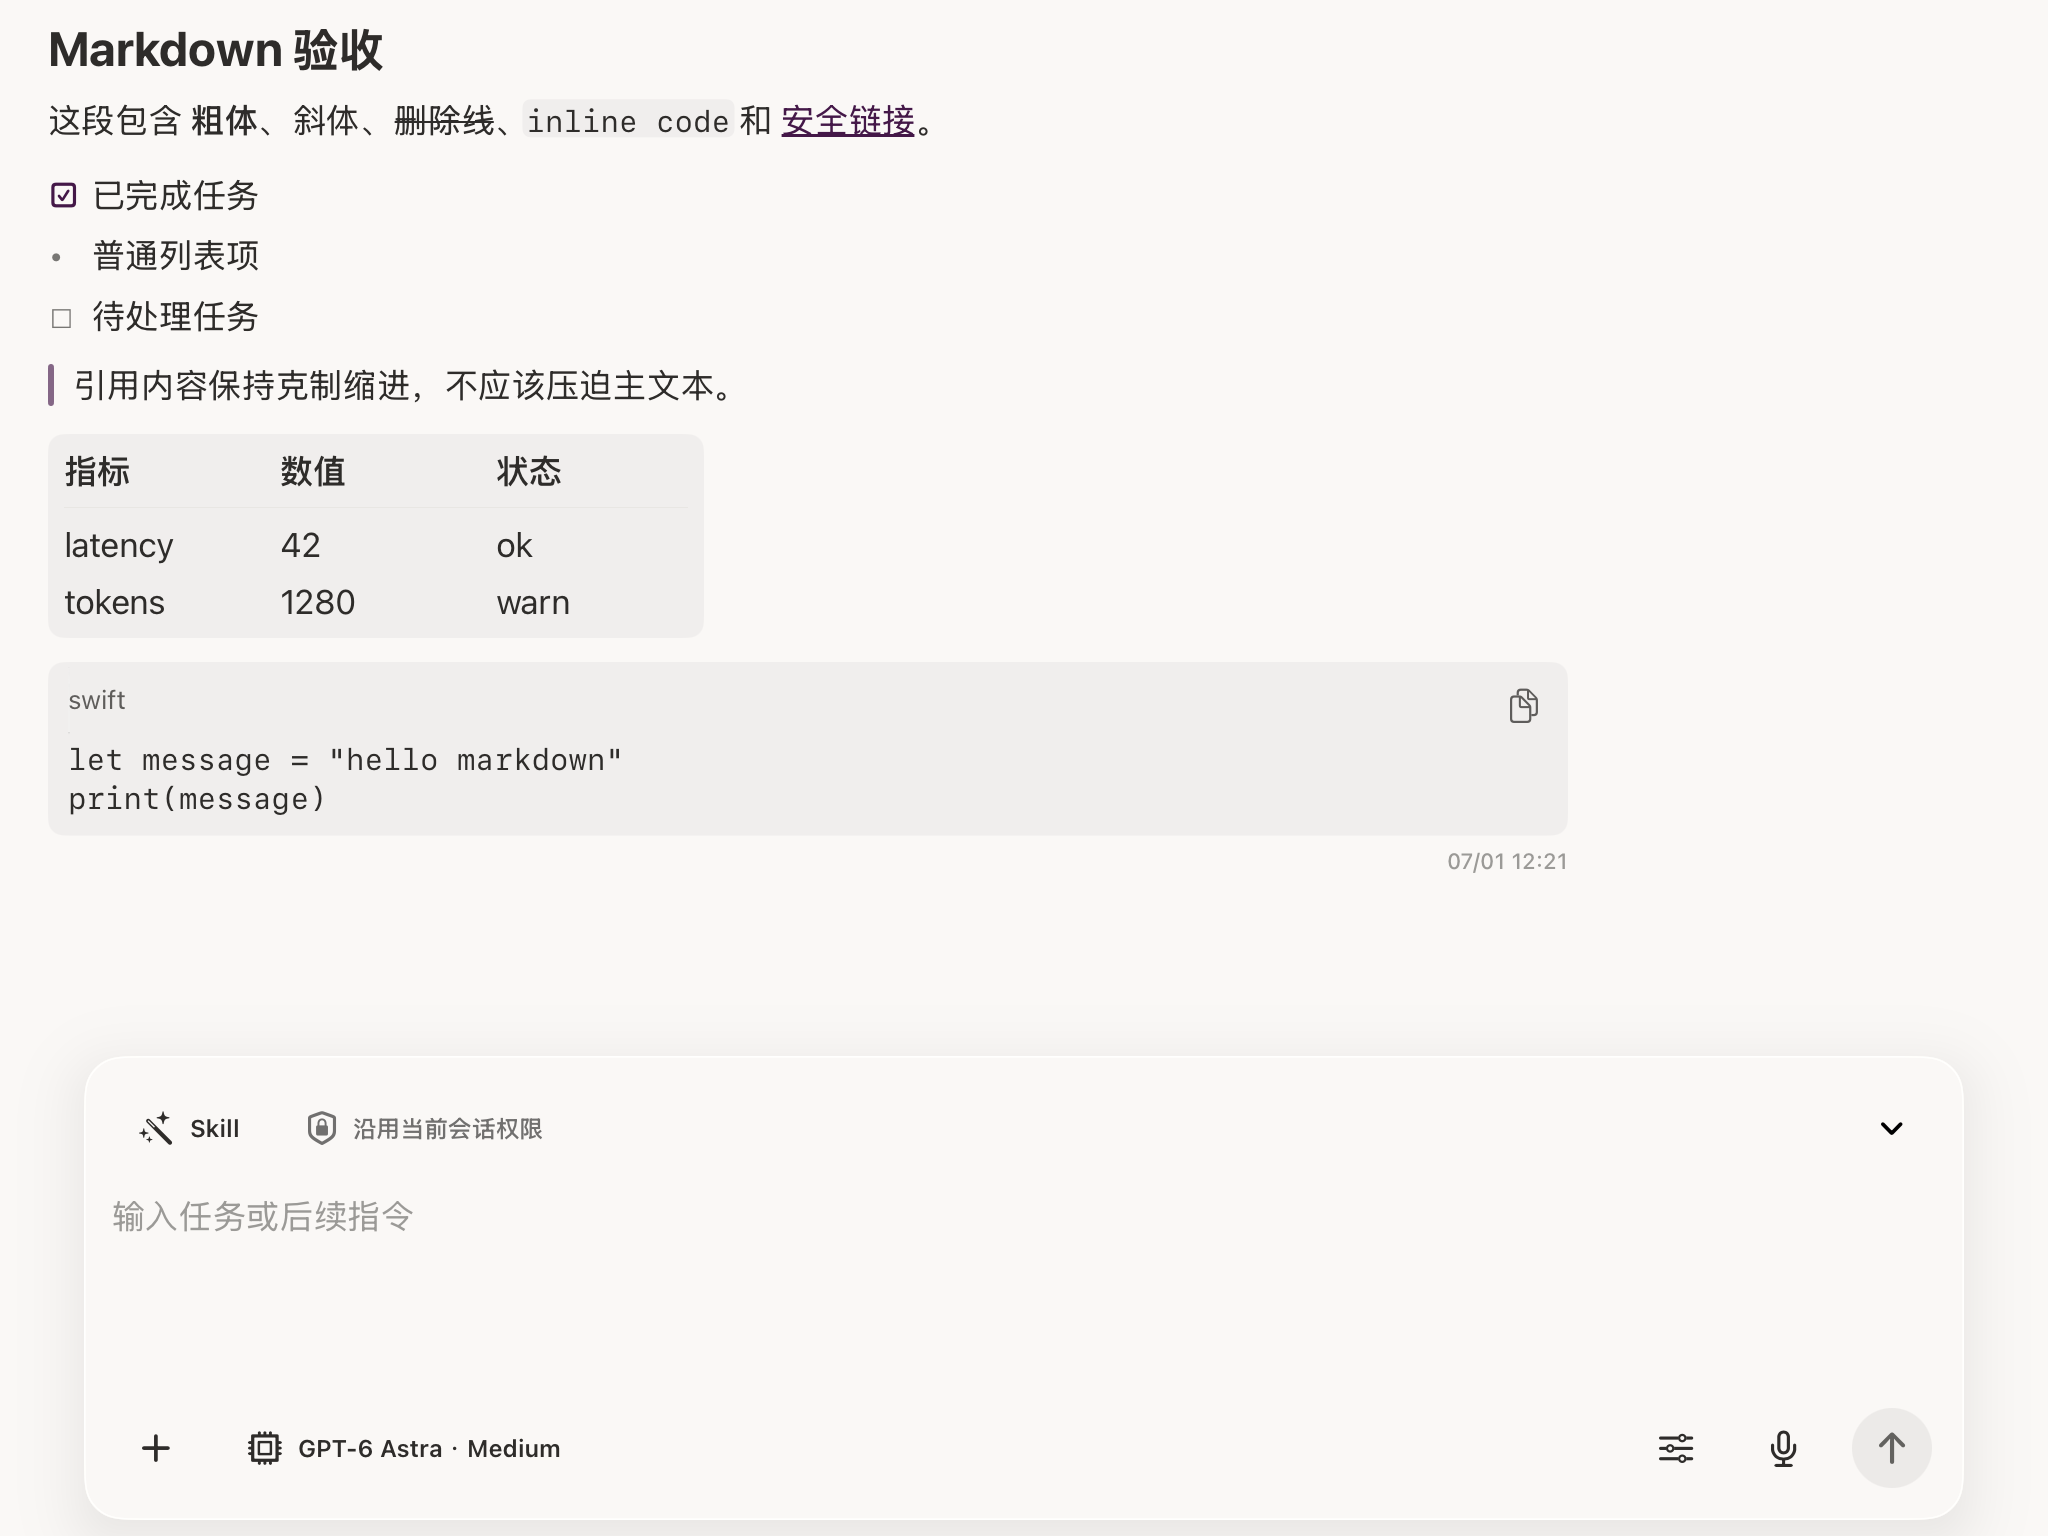 Markdown 验收
这段包含 粗体、斜体、删除线、inline code 和 安全链接。
已完成任务
普通列表项
待处理任务
引用内容保持克制缩进，不应该压迫主文本。
指标 数值 状态
latency 42 ok
tokens 1280 warn
swift
let message = "hello markdown"
print(message)
07/01 12:21
Skill 沿用当前会话权限
输入任务或后续指令
GPT-6 Astra · Medium